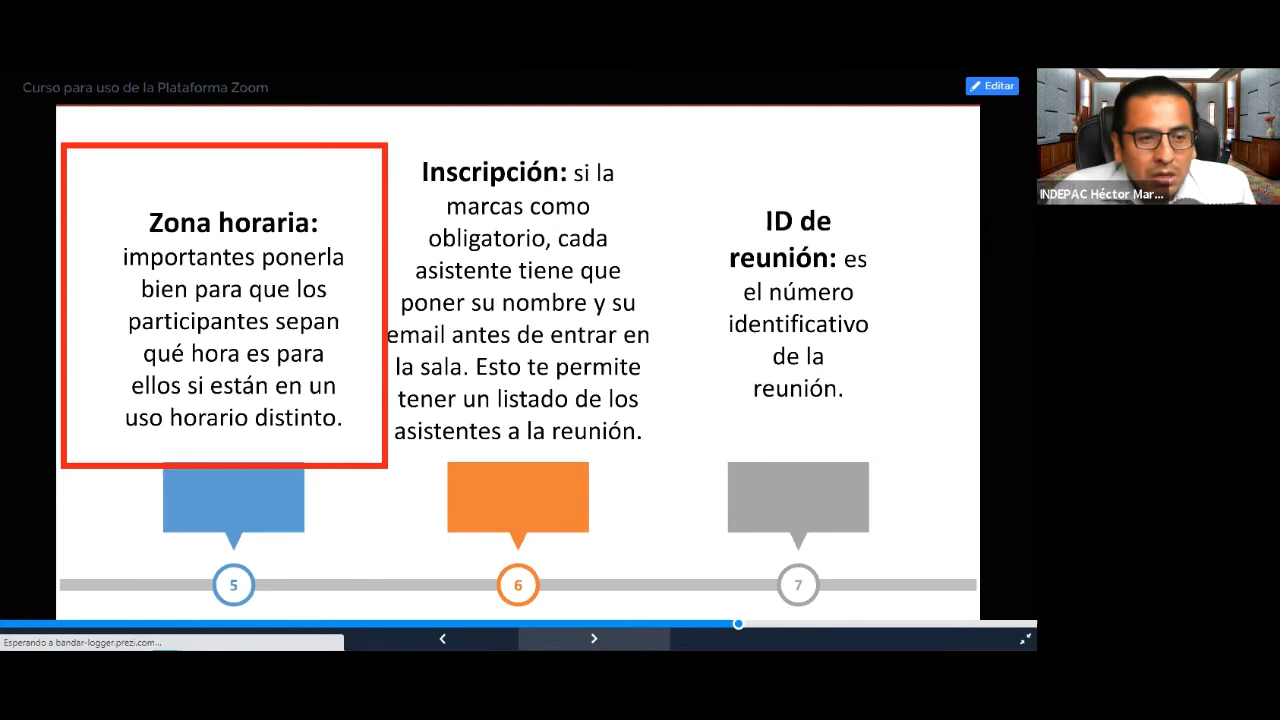 Curso para uso de la Plataforma Zoom
Editar
INDEPAC Héctor Mar...
Zona horaria:
importantes ponerla
bien para que los
participantes sepan
qué hora es para
ellos si están en un
uso horario distinto.
Inscripción: si la
marcas como
obligatorio, cada
asistente tiene que
poner su nombre y su
email antes de entrar en
la sala. Esto te permite
tener un listado de los
asistentes a la reunión.
ID de
reunión: es
el número
identificativo
de la
reunión.
5
6
7
Esperando a bandar-logger.prezi.com...